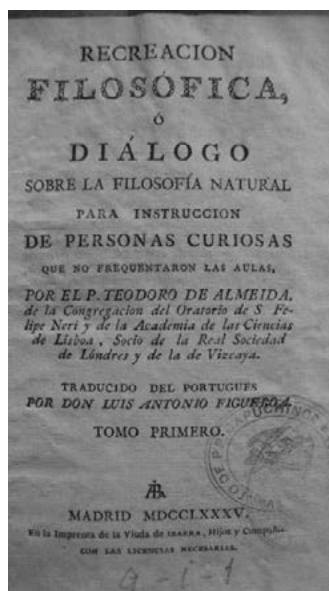 RECREACION
FILOSÓFICA,
Ó
DIÁLOGO
SOBRE LA FILOSOFÍA NATURAL
PARA INSTRUCCION
DE PERSONAS CURIOSAS
QUE NO FREQUENTARON LAS AULAS,
POR EL P. TEODORO DE ALMEIDA,
de la Congregacion del Oratorio de S. Fe-
lipe Neri y de la Academia de las Ciencias
de Lisboa, Socio de la Real Sociedad
de Lóndres y de la de Vizcaya.
TRADUCIDO DEL PORTUGUES
POR DON LUIS ANTONIO FIGUEROA.
TOMO PRIMERO.
MADRID MDCCLXXXV.
En la Imprenta de la Viuda de IBARRA, Hijos y Compañía.
CON LAS LICENCIAS NECESARIAS.
a-i-1